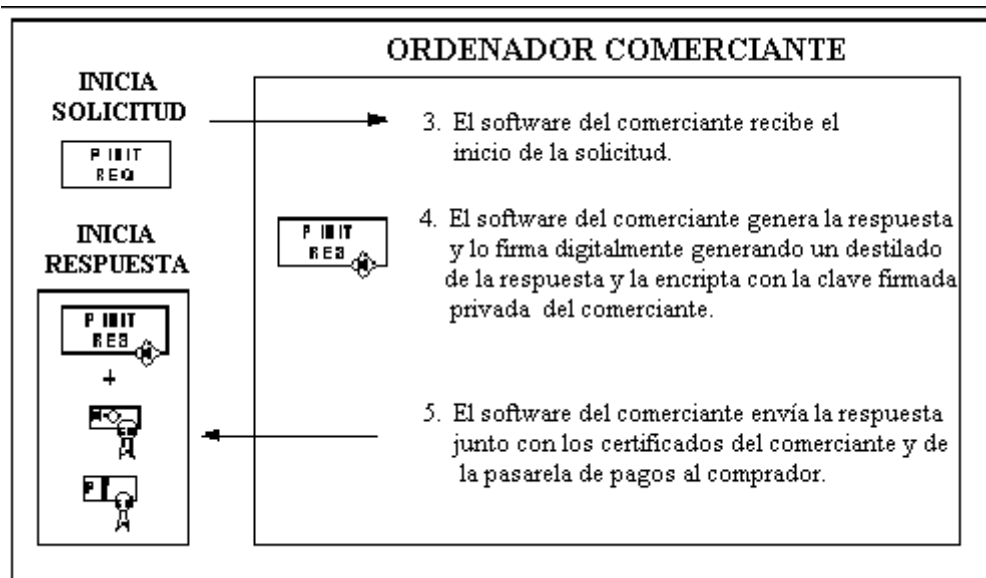 ORDENADOR COMERCIANTE
INICIA
SOLICITUD
P INIT
REQ
3. El software del comerciante recibe el
inicio de la solicitud.
4. El software del comerciante genera la respuesta
y lo firma digitalmente generando un destilado
de la respuesta y la encripta con la clave firmada
privada del comerciante.
P INIT
RES
INICIA
RESPUESTA
P INIT
RES
+
5. El software del comerciante envía la respuesta
junto con los certificados del comerciante y de
la pasarela de pagos al comprador.
P